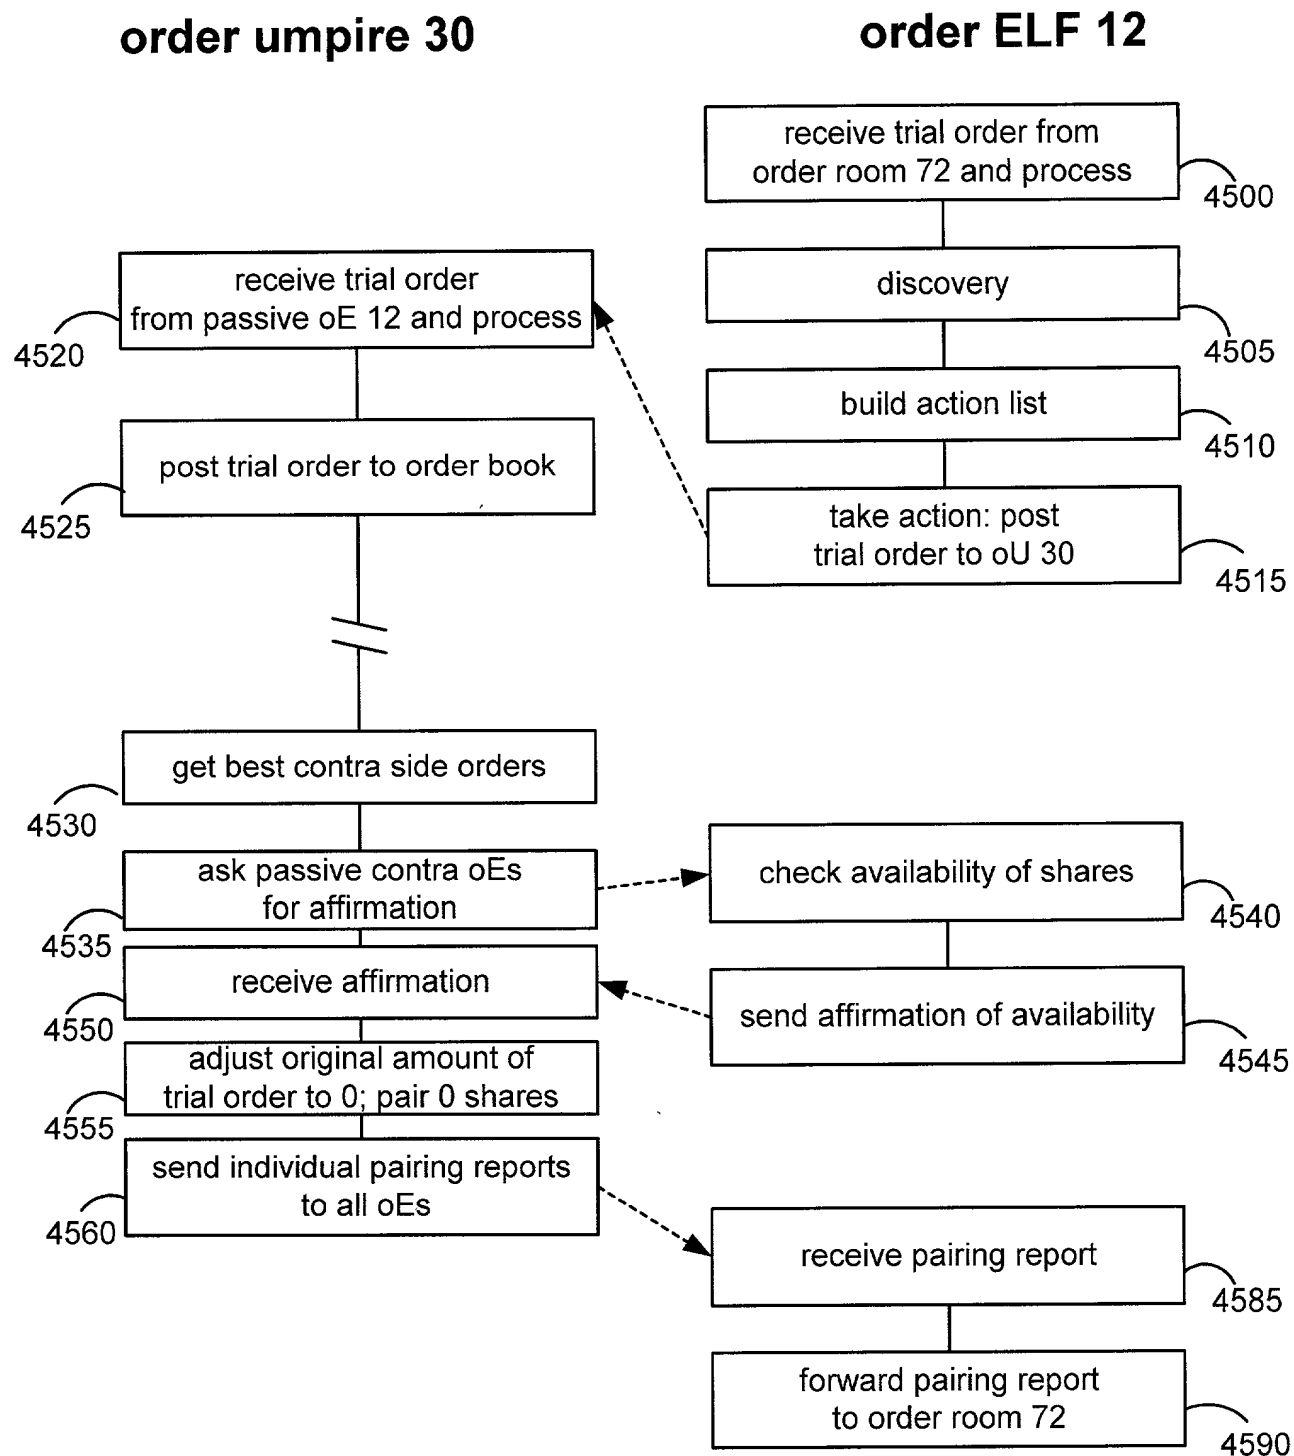 order umpire 30
order ELF 12
receive trial order from
order room 72 and process
4500
discovery
4505
build action list
4510
take action: post
trial order to oU 30
4515
receive trial order
from passive oE 12 and process
4520
post trial order to order book
4525
get best contra side orders
4530
ask passive contra oEs
for affirmation
4535
check availability of shares
4540
send affirmation of availability
4545
receive affirmation
4550
adjust original amount of
trial order to 0; pair 0 shares
4555
send individual pairing reports
to all oEs
4560
receive pairing report
4585
forward pairing report
to order room 72
4590